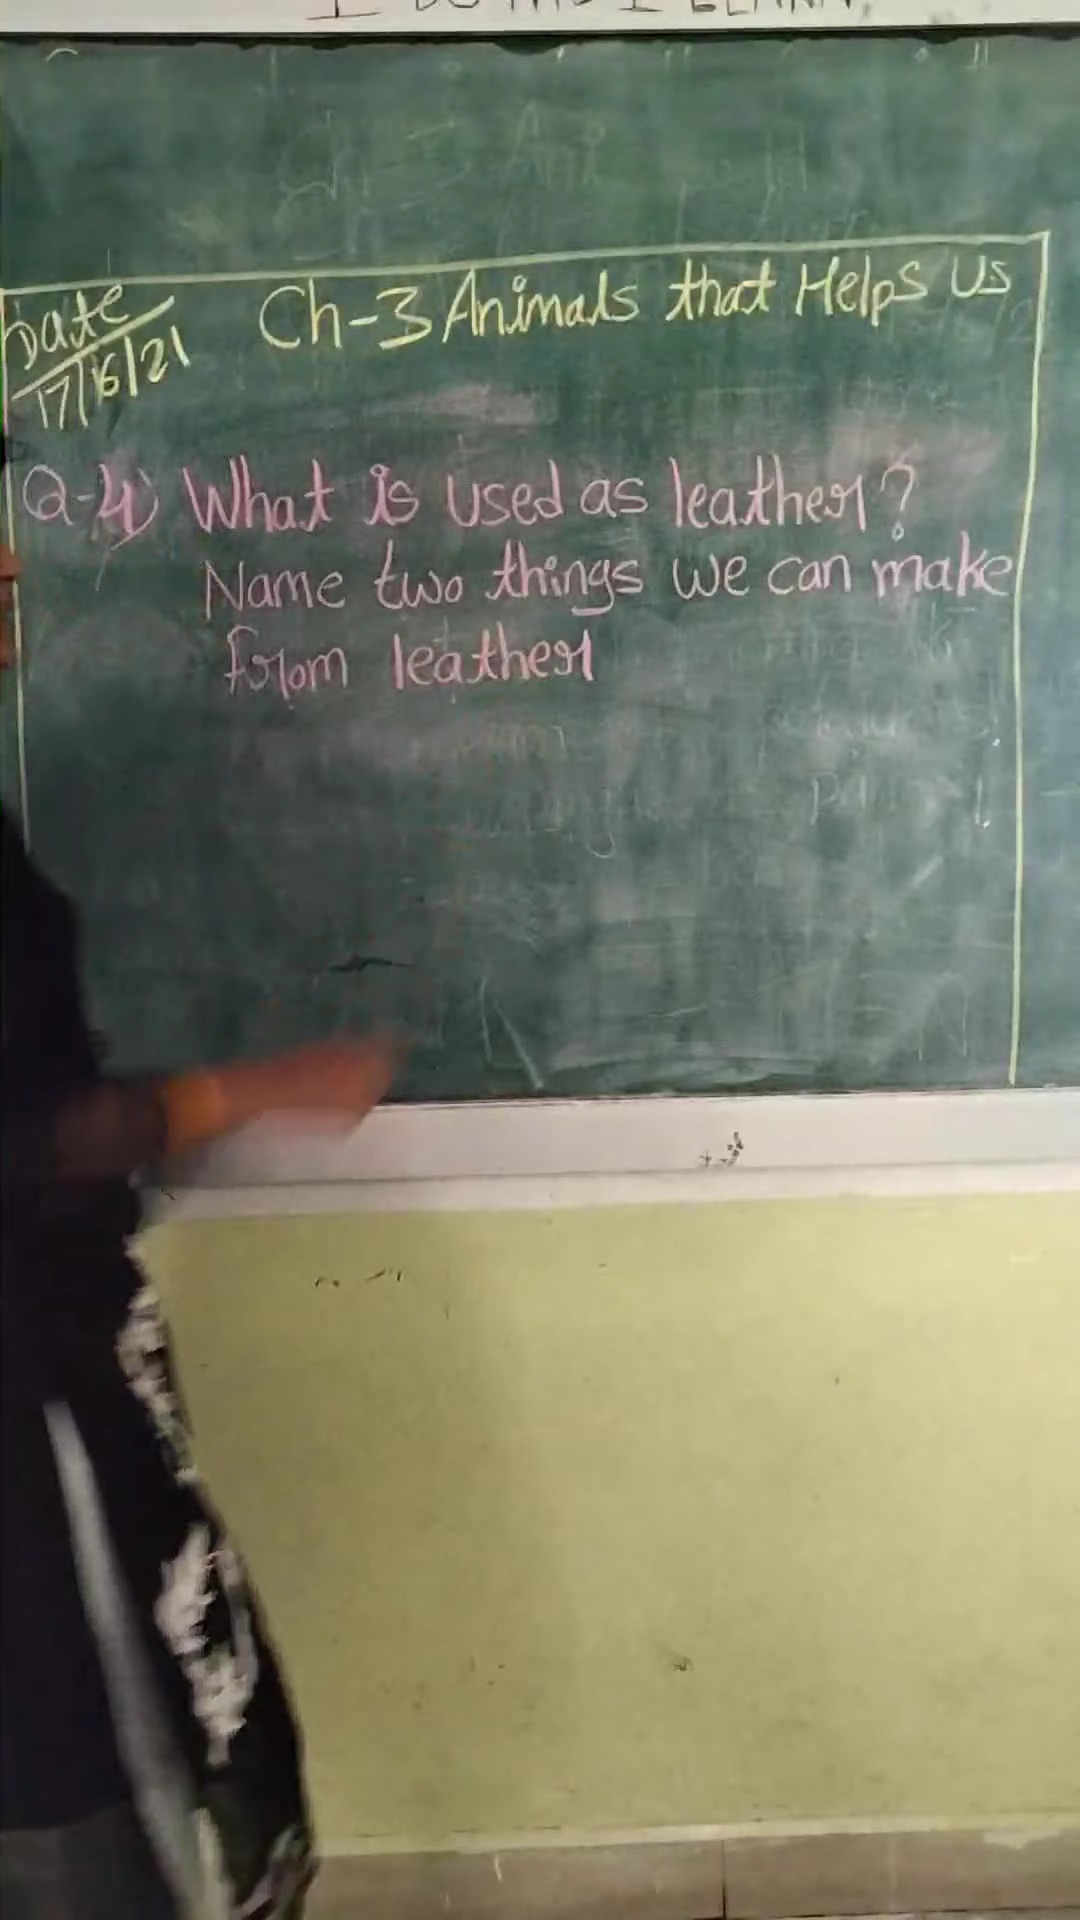 Date
17/6/21
Ch-3 Animals that Helps Us
Q-4) What is used as leather?
Name two things we can make
from leather